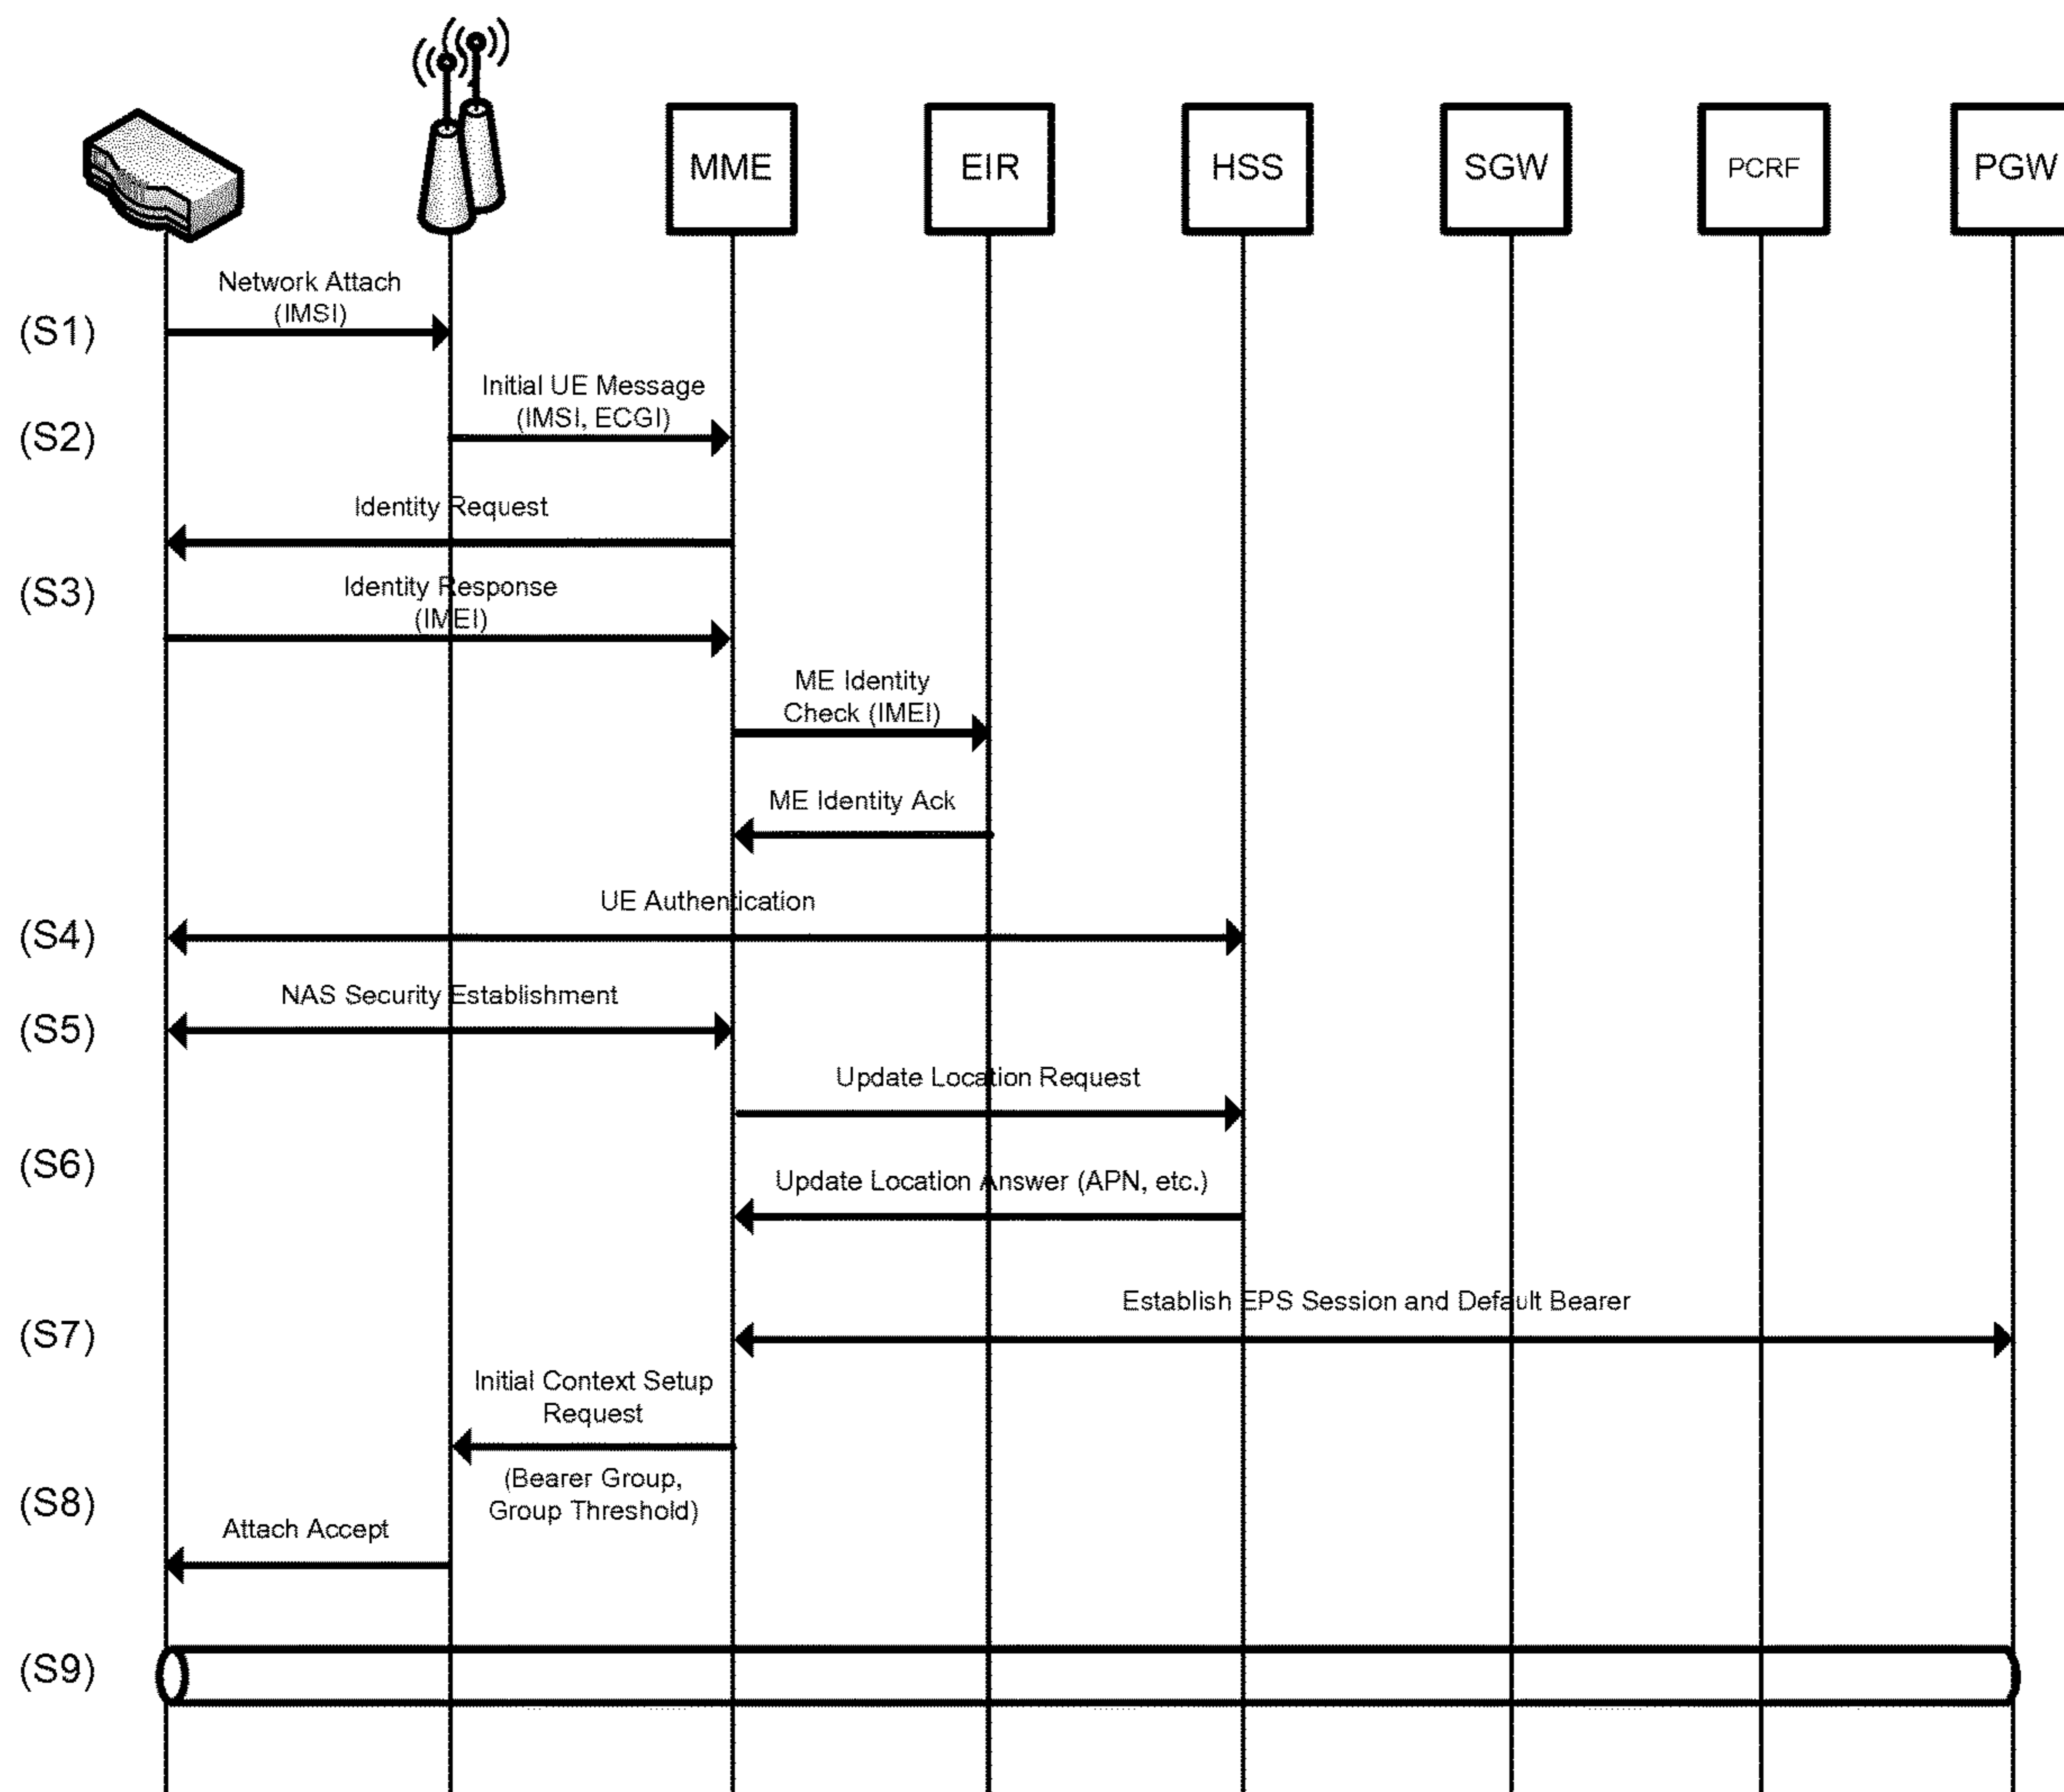 MME
EIR
HSS
SGW
PCRF
PGW
Network Attach
(IMSI)
(S1)
Initial UE Message
(IMSI, ECGI)
(S2)
Identity Request
(S3)
Identity Response
(IMEI)
ME Identity
Check (IMEI)
ME Identity Ack
UE Authentication
(S4)
NAS Security Establishment
(S5)
Update Location Request
(S6)
Update Location Answer (APN, etc.)
Establish EPS Session and Default Bearer
(S7)
Initial Context Setup
Request
(Bearer Group,
Group Threshold)
(S8)
Attach Accept
(S9)